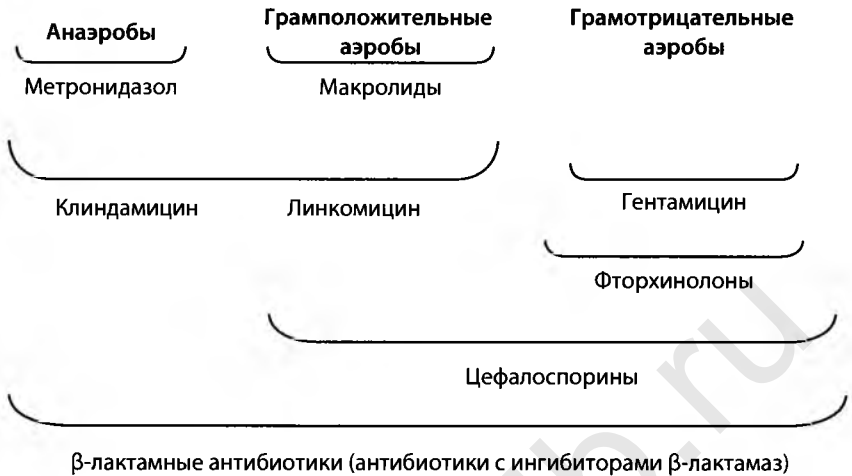 Анаэробы
Грамположительные
аэробы
Грамотрицательные
аэробы
Метронидазол
Макролиды
Клиндамицин
Линкомицин
Гентамицин
Фторхинолоны
Цефалоспорины
β-лактамные антибиотики (антибиотики с ингибиторами β-лактамаз)